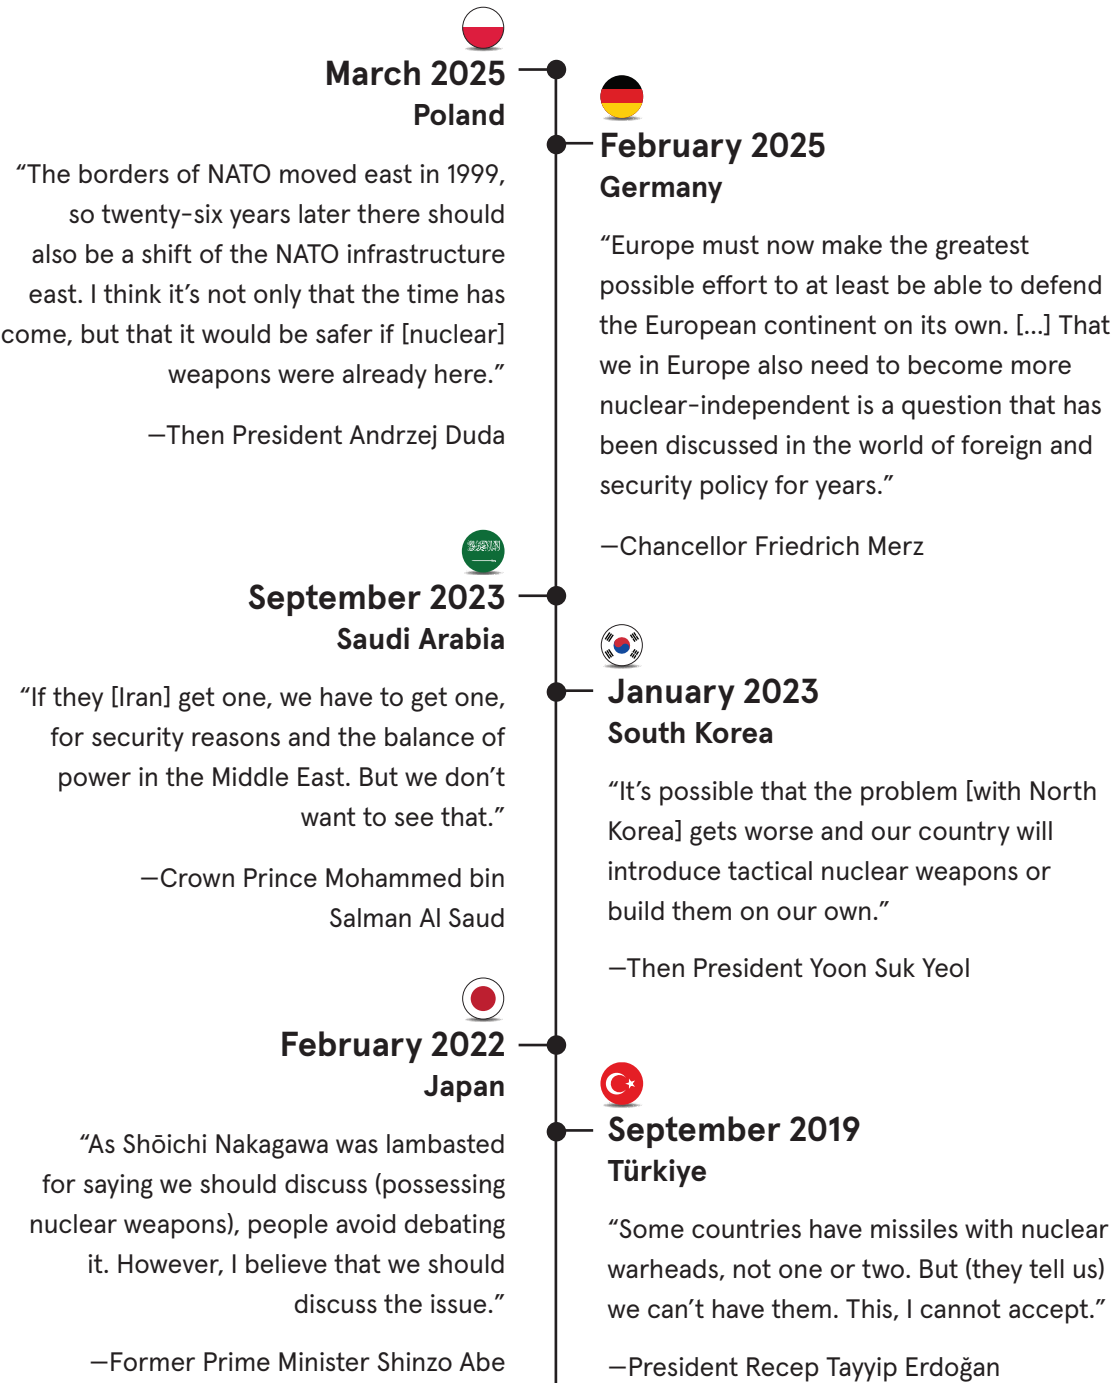 March 2025
Poland
“The borders of NATO moved east in 1999,
so twenty-six years later there should
also be a shift of the NATO infrastructure
east. I think it’s not only that the time has
come, but that it would be safer if [nuclear]
weapons were already here.”
—Then President Andrzej Duda
February 2025
Germany
“Europe must now make the greatest
possible effort to at least be able to defend
the European continent on its own. [...] That
we in Europe also need to become more
nuclear-independent is a question that has
been discussed in the world of foreign and
security policy for years.”
—Chancellor Friedrich Merz
September 2023
Saudi Arabia
“If they [Iran] get one, we have to get one,
for security reasons and the balance of
power in the Middle East. But we don’t
want to see that.”
—Crown Prince Mohammed bin
Salman Al Saud
January 2023
South Korea
“It’s possible that the problem [with North
Korea] gets worse and our country will
introduce tactical nuclear weapons or
build them on our own.”
—Then President Yoon Suk Yeol
February 2022
Japan
“As Shōichi Nakagawa was lambasted
for saying we should discuss (possessing
nuclear weapons), people avoid debating
it. However, I believe that we should
discuss the issue.”
—Former Prime Minister Shinzo Abe
September 2019
Türkiye
“Some countries have missiles with nuclear
warheads, not one or two. But (they tell us)
we can’t have them. This, I cannot accept.”
—President Recep Tayyip Erdoğan